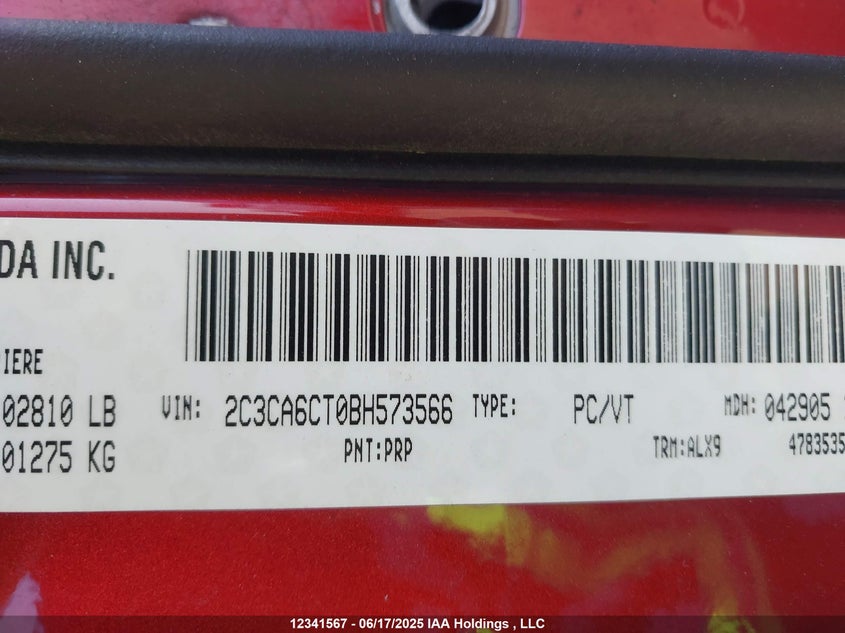 DA INC.
IERE
02810 LB VIN: 2C3CA6CT0BH573566 TYPE: PC/VT MDH: 042905
01275 KG PNT:PRP TRM:ALX9 4783535
12341567 - 06/17/2025 IAA Holdings , LLC